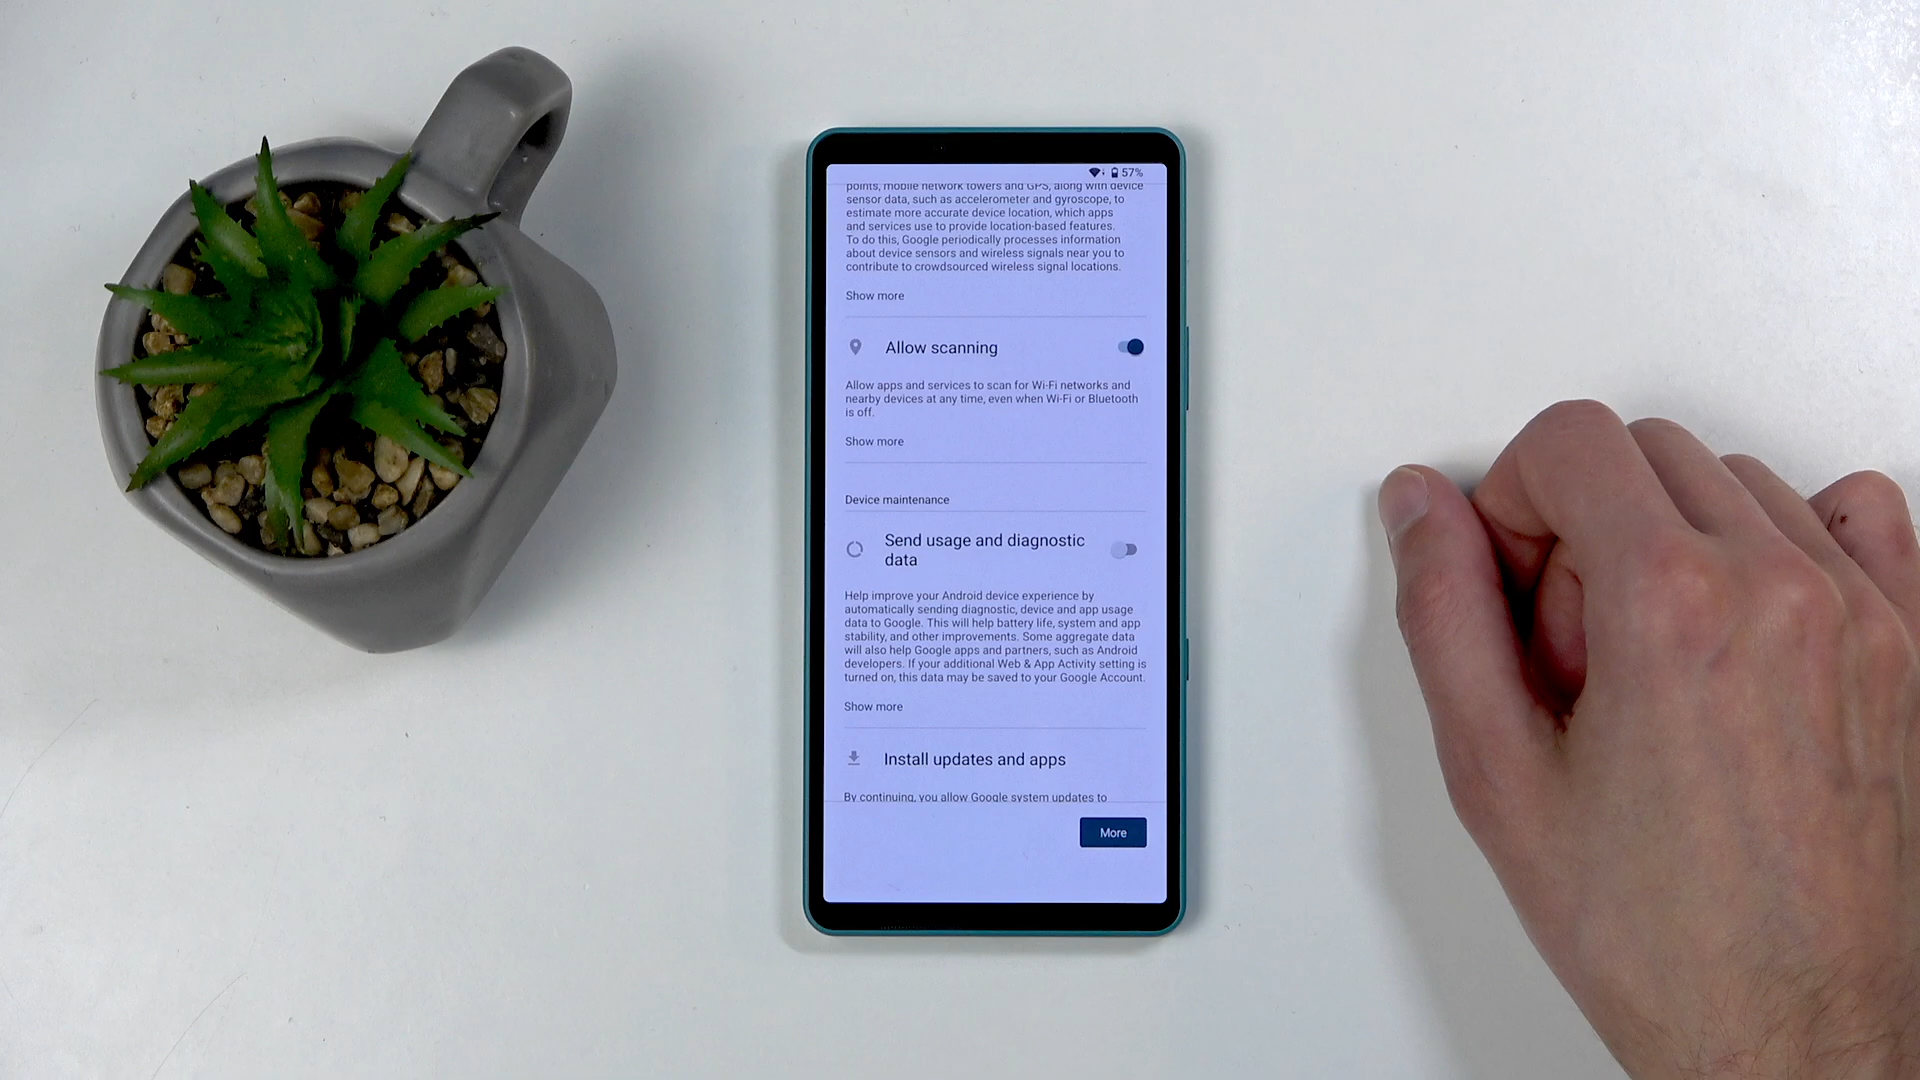 57%
points, mobile network towers and GPS, along with device
sensor data, such as accelerometer and gyroscope, to
estimate more accurate device location, which apps
and services use to provide location-based features.
To do this, Google periodically processes information
about device sensors and wireless signals near you to
contribute to crowdsourced wireless signal locations.
Show more
Allow scanning
Allow apps and services to scan for Wi-Fi networks and
nearby devices at any time, even when Wi-Fi or Bluetooth
is off.
Show more
Device maintenance
Send usage and diagnostic
data
Help improve your Android device experience by
automatically sending diagnostic, device and app usage
data to Google. This will help battery life, system and app
stability, and other improvements. Some aggregate data
will also help Google apps and partners, such as Android
developers. If your additional Web & App Activity setting is
turned on, this data may be saved to your Google Account.
Show more
Install updates and apps
By continuing, you allow Google system updates to
More